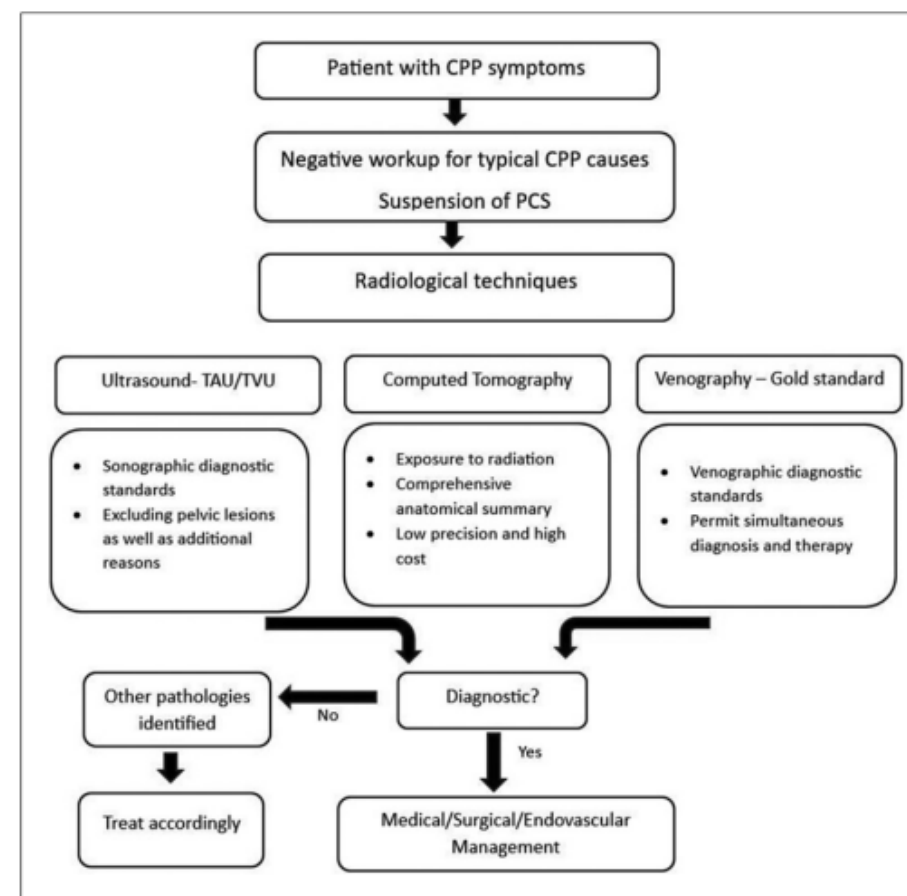 Patient with CPP symptoms
Negative workup for typical CPP causes
Suspension of PCS
Radiological techniques
Ultrasound- TAU/TVU
Computed Tomography
Venography – Gold standard
• Sonographic diagnostic
standards
• Excluding pelvic lesions
as well as additional
reasons
• Exposure to radiation
• Comprehensive
anatomical summary
• Low precision and high
cost
• Venographic diagnostic
standards
• Permit simultaneous
diagnosis and therapy
Other pathologies
identified
No
Diagnostic?
Yes
Treat accordingly
Medical/Surgical/Endovascular
Management